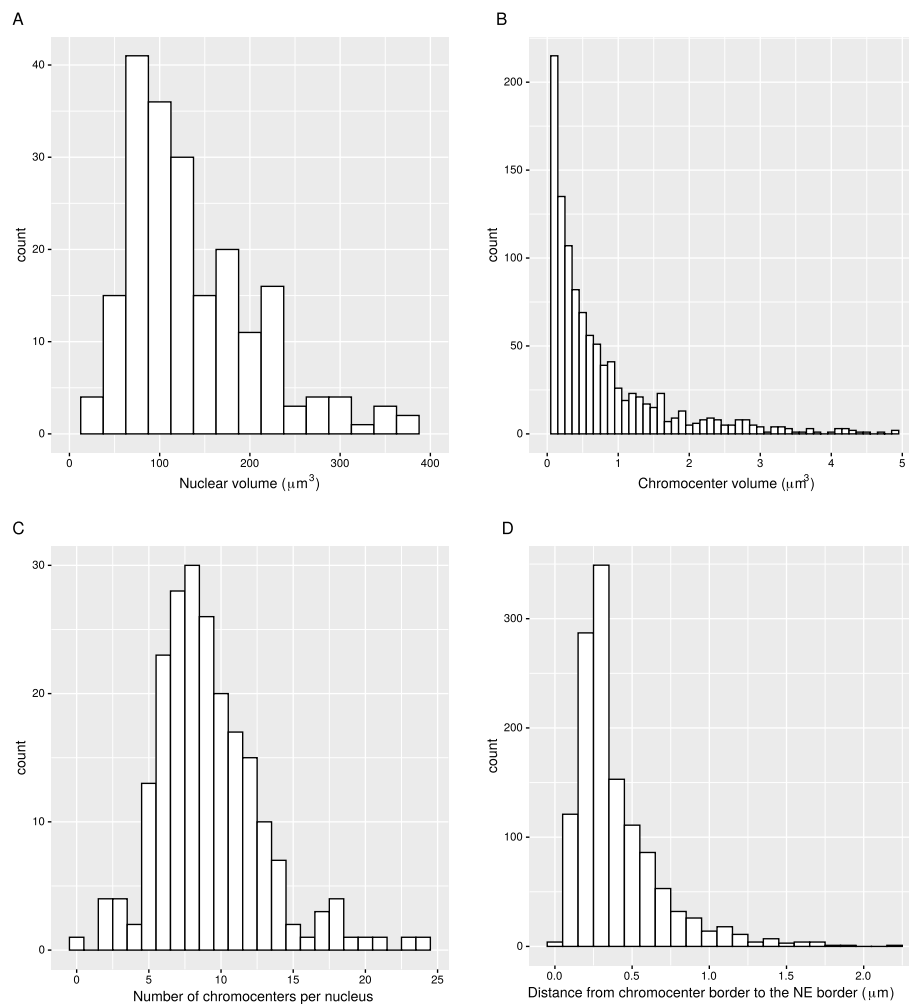 A
40
30
20
10
0
count
0 100 200 300 400
Nuclear volume (μm³)
B
200
150
100
50
0
count
0 1 2 3 4 5
Chromocenter volume (μm³)
C
30
20
10
0
count
0 5 10 15 20 25
Number of chromocenters per nucleus
D
300
200
100
0
count
0.0 0.5 1.0 1.5 2.0
Distance from chromocenter border to the NE border (μm)